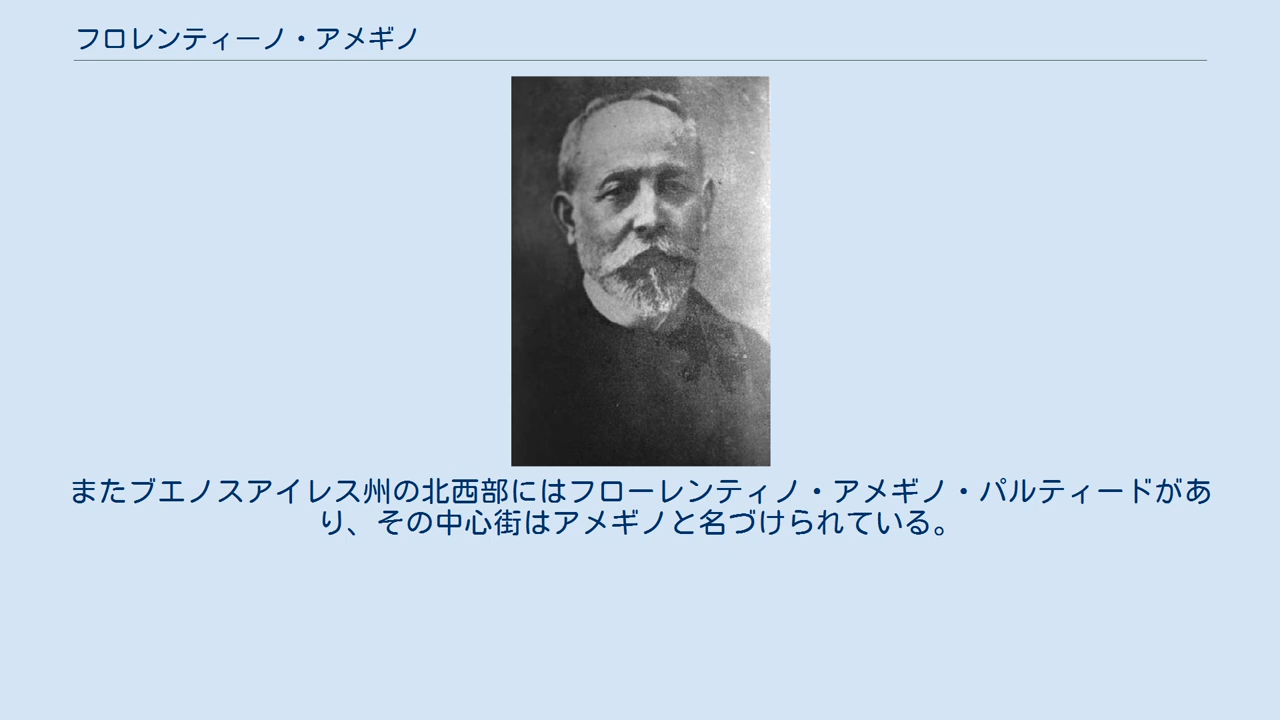 フロレンティーノ・アメギノ
またブエノスアイレス州の北西部にはフローレンティノ・アメギノ・パルティードがあ
り、その中心街はアメギノと名づけられている。